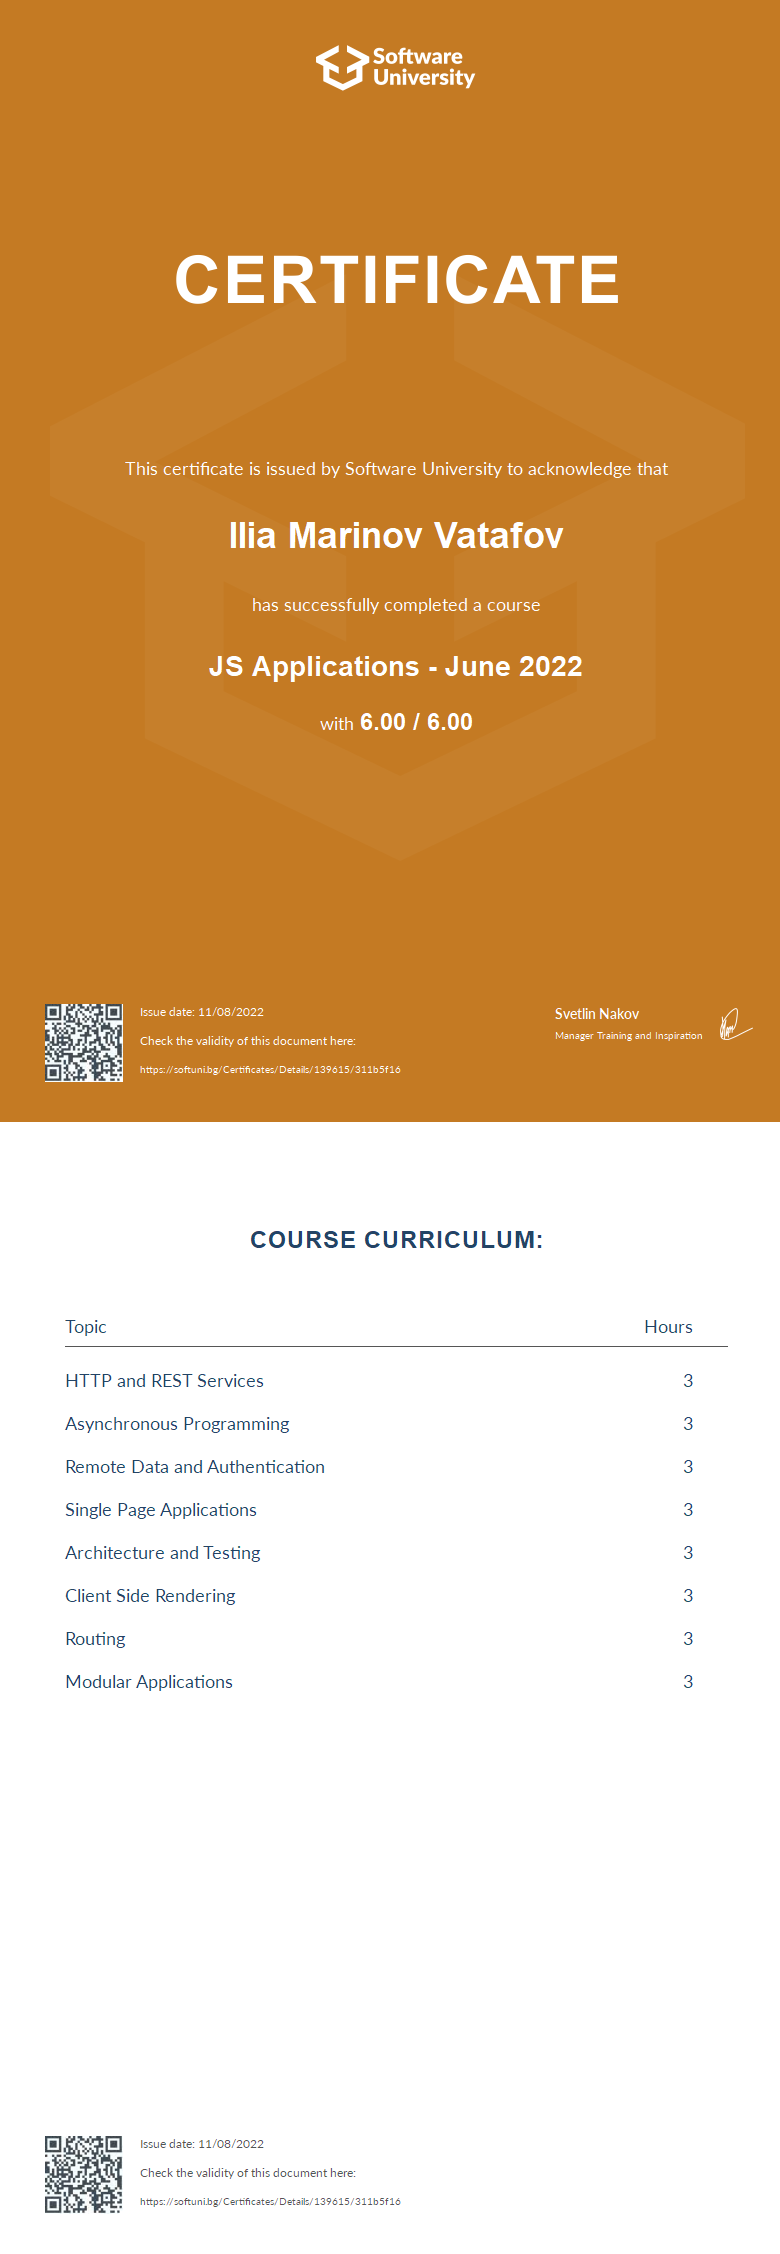 Software
University
CERTIFICATE
This certificate is issued by Software University to acknowledge that
Ilia Marinov Vatafov
has successfully completed a course
JS Applications - June 2022
with 6.00 / 6.00
Issue date: 11/08/2022
Check the validity of this document here:
https://softuni.bg/Certificates/Details/139615/311b5f16
Svetlin Nakov
Manager Training and Inspiration
COURSE CURRICULUM:
Topic Hours
HTTP and REST Services 3
Asynchronous Programming 3
Remote Data and Authentication 3
Single Page Applications 3
Architecture and Testing 3
Client Side Rendering 3
Routing 3
Modular Applications 3
Issue date: 11/08/2022
Check the validity of this document here:
https://softuni.bg/Certificates/Details/139615/311b5f16